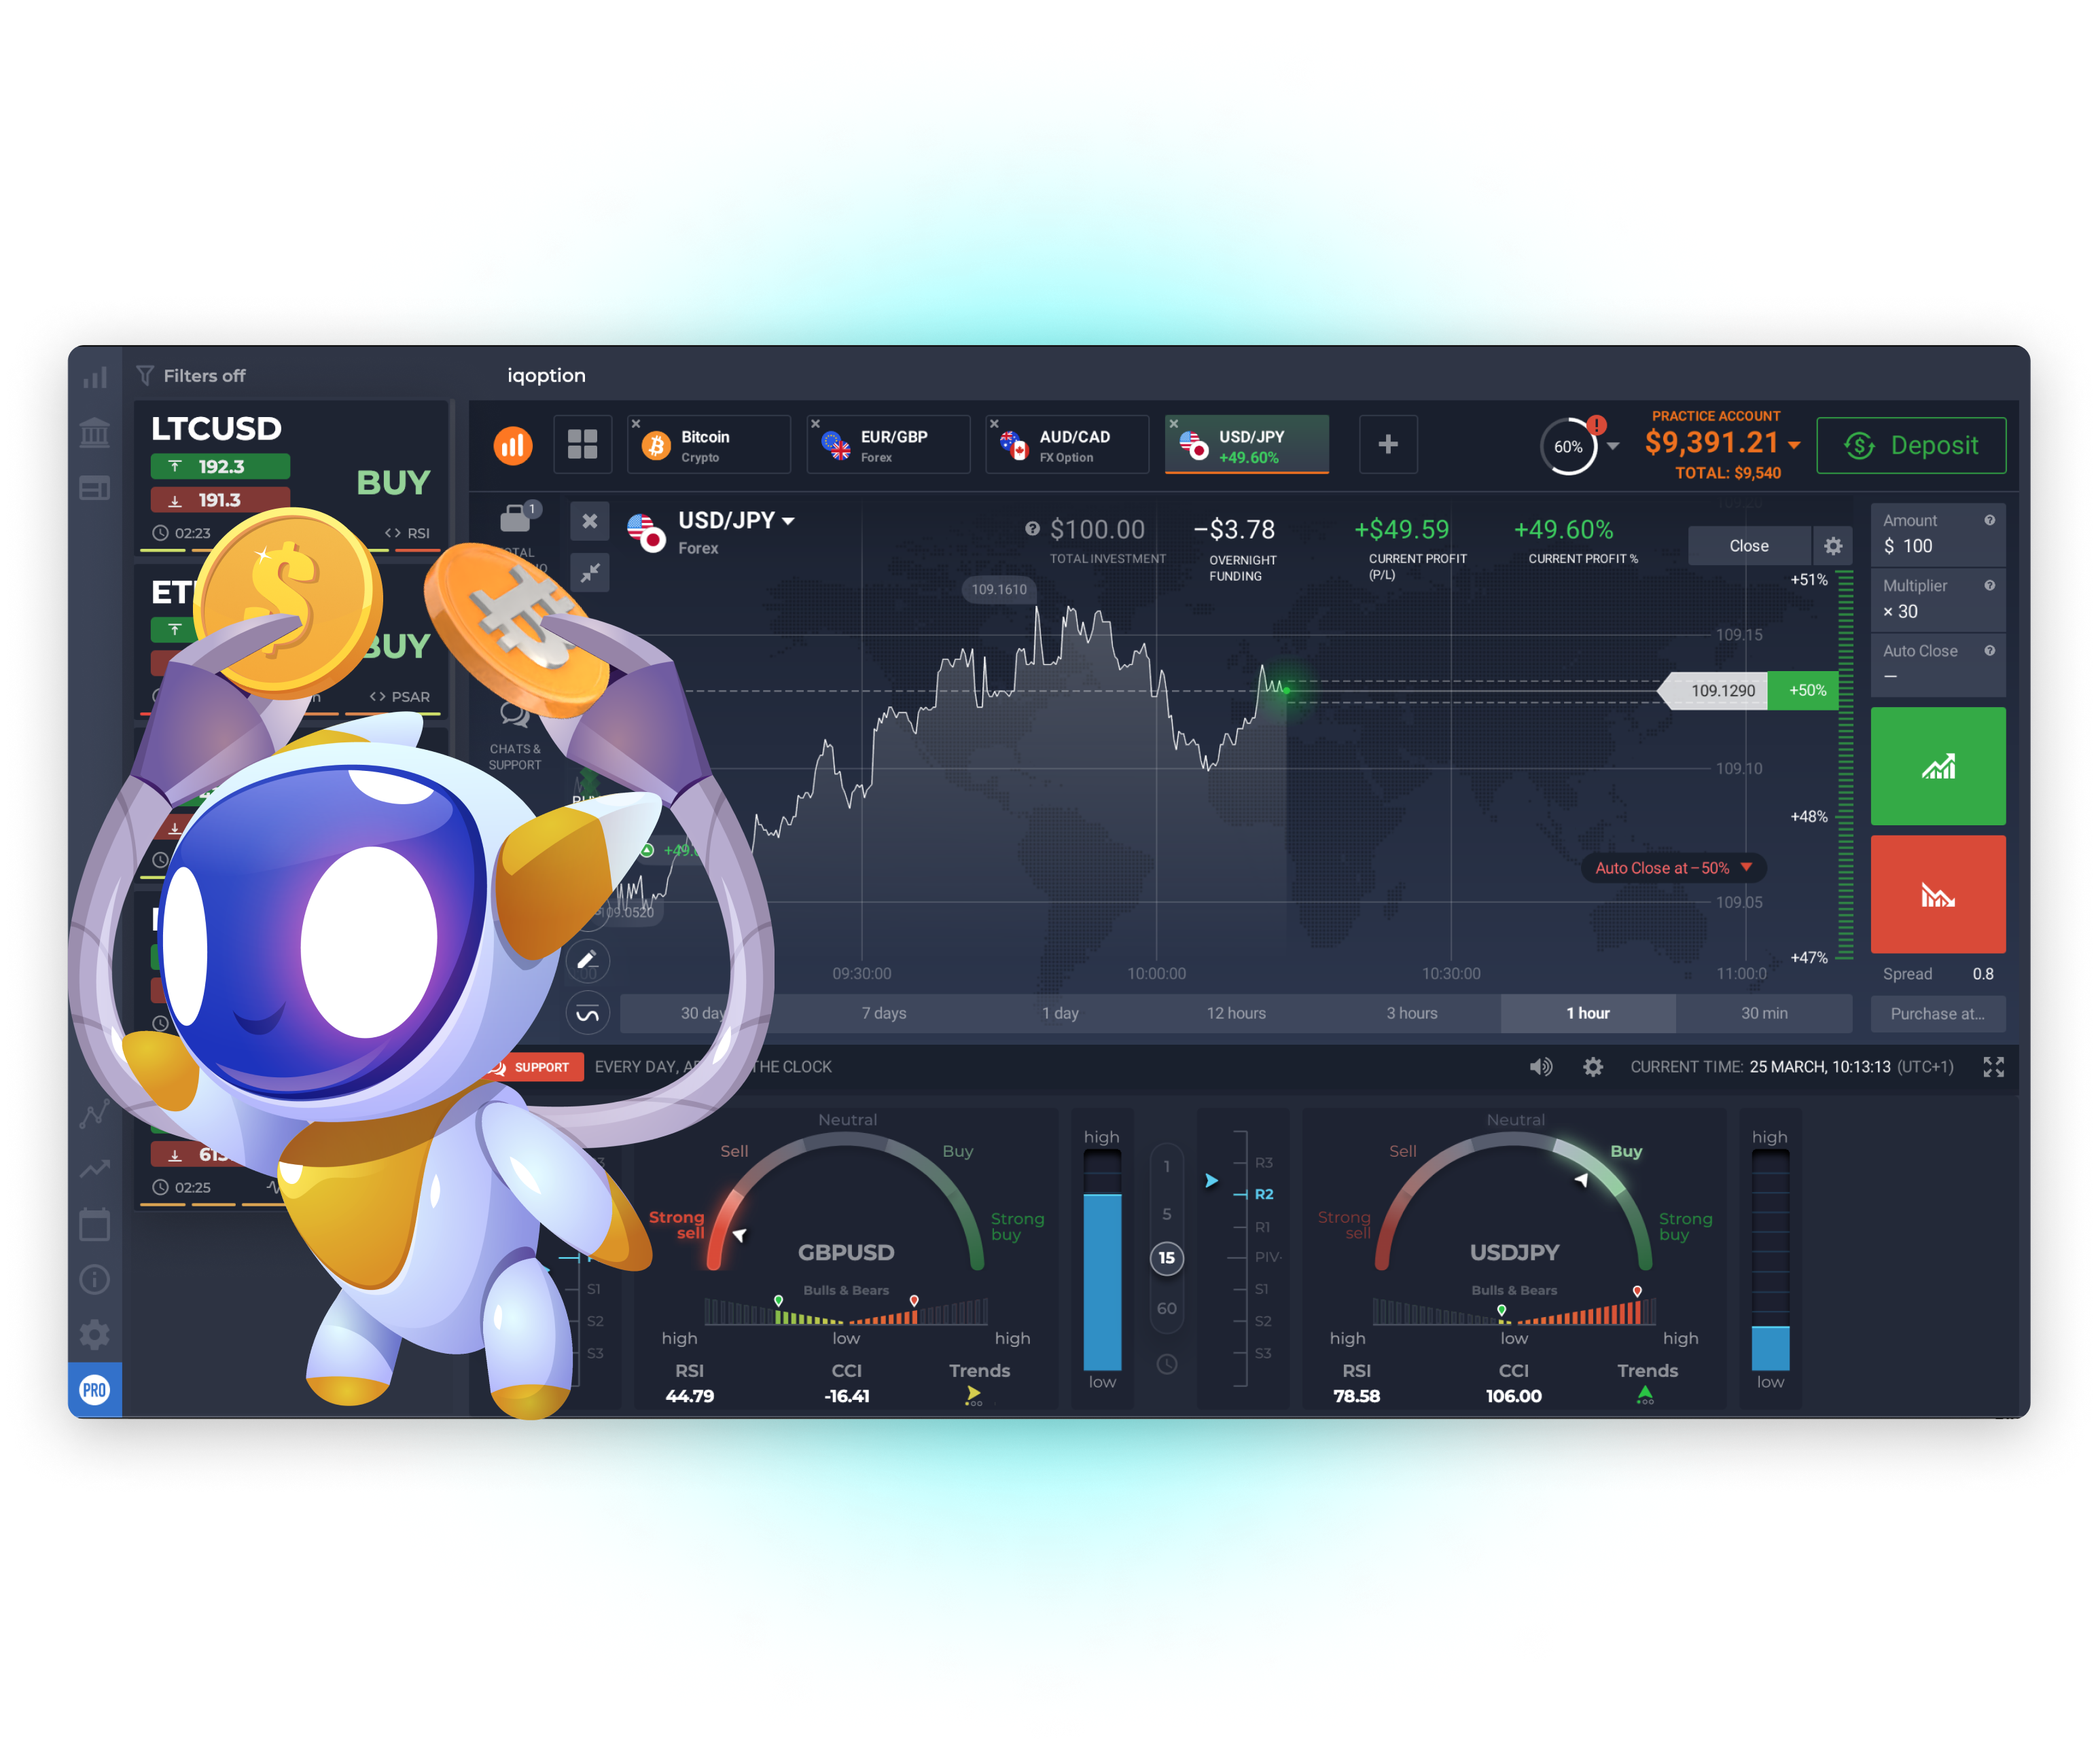 Filters off
iqoption
LTCUSD
192.3
191.3
BUY
02:23
RSI
BUY
PSAR
02:25
PRO
Bitcoin
Crypto
EUR/GBP
Forex
AUD/CAD
FX Option
USD/JPY
+49.60%
60%
!
PRACTICE ACCOUNT
$9,391.21
TOTAL: $9,540
Deposit
1
USD/JPY
Forex
$100.00
TOTAL INVESTMENT
−$3.78
OVERNIGHT
FUNDING
+$49.59
CURRENT PROFIT
(P/L)
+49.60%
CURRENT PROFIT %
Close
109.1610
+51%
109.15
109.1290
+50%
109.10
+48%
Auto Close at −50%
109.05
+47%
CHATS &
SUPPORT
109.0520
09:30:00
10:00:00
10:30:00
11:00:0
30 day
7 days
1 day
12 hours
3 hours
1 hour
30 min
Amount
$ 100
Multiplier
× 30
Auto Close
–
Spread 0.8
Purchase at...
SUPPORT
EVERY DAY, THE CLOCK
CURRENT TIME: 25 MARCH, 10:13:13 (UTC+1)
S1
S2
S3
Neutral
Sell
Buy
Strong
sell
Strong
buy
GBPUSD
Bulls & Bears
high low high
RSI CCI Trends
44.79 -16.41
high
low
1
5
15
60
R3
R2
R1
PIV
S1
S2
S3
Neutral
Sell
Buy
Strong
sell
Strong
buy
USDJPY
Bulls & Bears
high low high
RSI CCI Trends
78.58 106.00
high
low